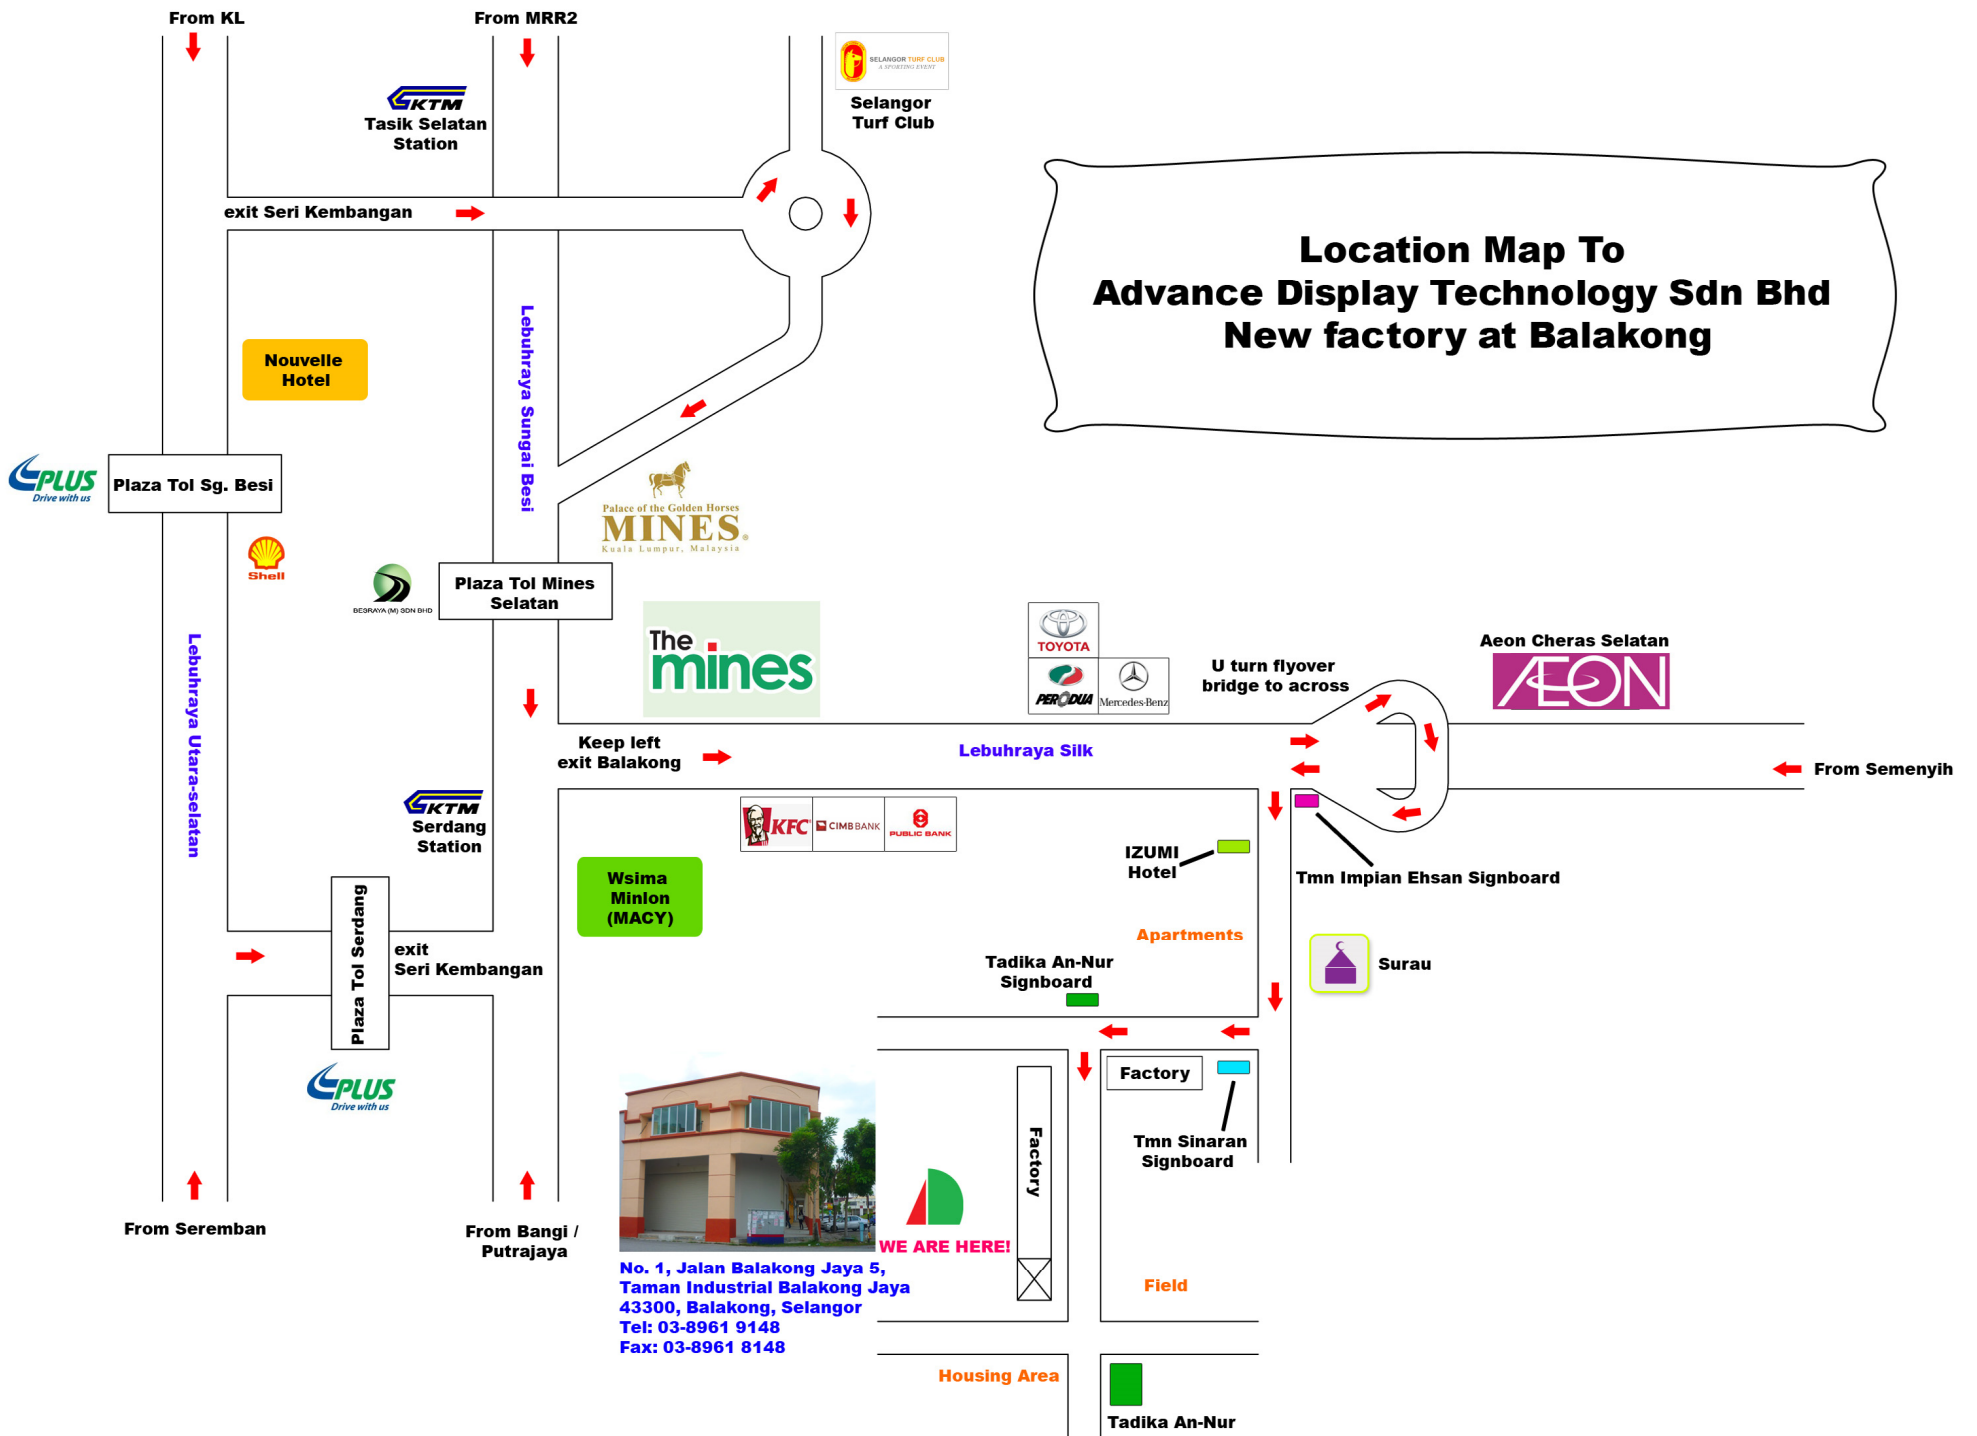 From KL
From MRR2
SELANGOR TURF CLUB
A SPORTING EVENT
Selangor
Turf Club
KTM
Tasik Selatan
Station
exit Seri Kembangan
Location Map To
Advance Display Technology Sdn Bhd
New factory at Balakong
Nouvelle
Hotel
Lebuhraya Sungai Besi
PLUS
Drive with us
Plaza Tol Sg. Besi
Palace of the Golden Horses
MINES
Kuala Lumpur, Malaysia
Shell
BESRAYA (M) SDN BHD
Plaza Tol Mines
Selatan
The
mines
TOYOTA
PERODUA
Mercedes-Benz
U turn flyover
bridge to across
Aeon Cheras Selatan
AEON
Lebuhraya Utara-selatan
Keep left
exit Balakong
Lebuhraya Silk
From Semenyih
KTM
Serdang
Station
KFC
CIMB BANK
PUBLIC BANK
IZUMI
Hotel
Tmn Impian Ehsan Signboard
Wsima
Minlon
(MACY)
Plaza Tol Serdang
exit
Seri Kembangan
Apartments
Tadika An-Nur
Signboard
Surau
PLUS
Drive with us
Factory
Factory
Tmn Sinaran
Signboard
From Seremban
From Bangi /
Putrajaya
WE ARE HERE!
No. 1, Jalan Balakong Jaya 5,
Taman Industrial Balakong Jaya
43300, Balakong, Selangor
Tel: 03-8961 9148
Fax: 03-8961 8148
Field
Housing Area
Tadika An-Nur